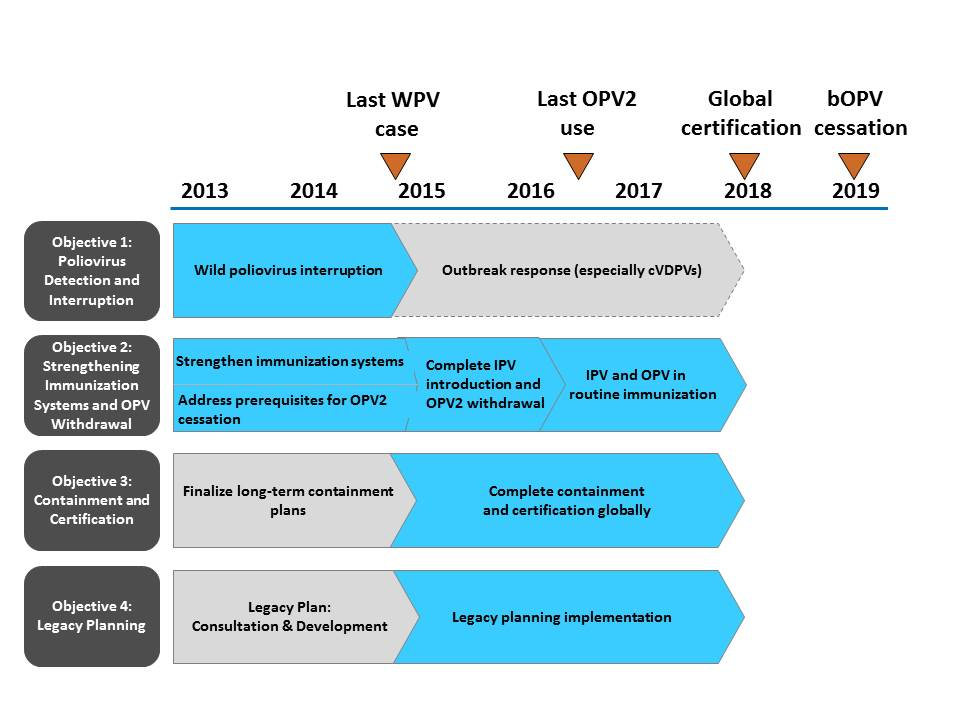 Last WPV
case
Last OPV2
use
Global
certification
bOPV
cessation
2013 2014 2015 2016 2017 2018 2019
Objective 1:
Poliovirus
Detection and
Interruption
Wild poliovirus interruption
Outbreak response (especially cVDPVs)
Objective 2:
Strengthening
Immunization
Systems and OPV
Withdrawal
Strengthen immunization systems
Address prerequisites for OPV2
cessation
Complete IPV
introduction and
OPV2 withdrawal
IPV and OPV in
routine immunization
Objective 3:
Containment and
Certification
Finalize long-term containment
plans
Complete containment
and certification globally
Objective 4:
Legacy Planning
Legacy Plan:
Consultation & Development
Legacy planning implementation